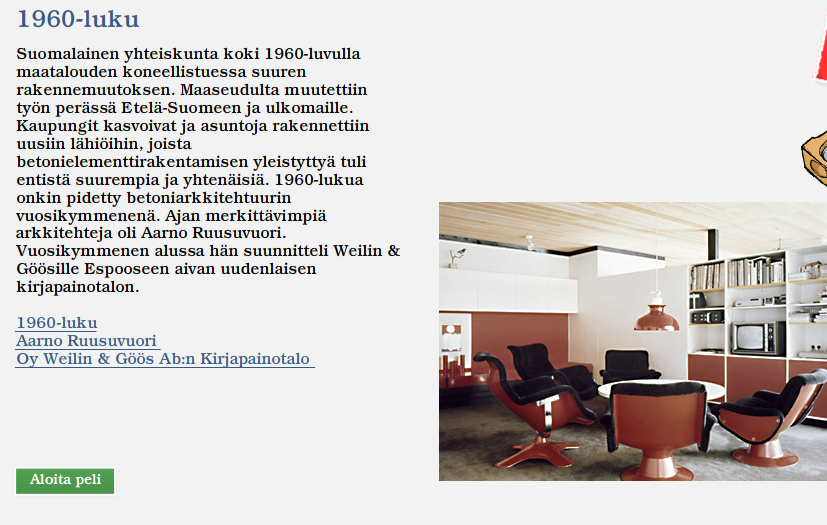 1960-luku
Suomalainen yhteiskunta koki 1960-luvulla
maatalouden koneellistuessa suuren
rakennemuutoksen. Maaseudulta muutettiin
työn perässä Etelä-Suomeen ja ulkomaille.
Kaupungit kasvoivat ja asuntoja rakennettiin
uusiin lähiöihin, joista
betonielementtirakentamisen yleistyttyä tuli
entistä suurempia ja yhtenäisiä. 1960-lukua
onkin pidetty betoniarkkitehtuurin
vuosikymmenenä. Ajan merkittävimpiä
arkkitehteja oli Aarno Ruusuvuori.
Vuosikymmenen alussa hän suunnitteli Weilin &
Göösille Espooseen aivan uudenlaisen
kirjapainotalon.
1960-luku
Aarno Ruusuvuori
Oy Weilin & Göös Ab:n Kirjapainotalo
Aloita peli